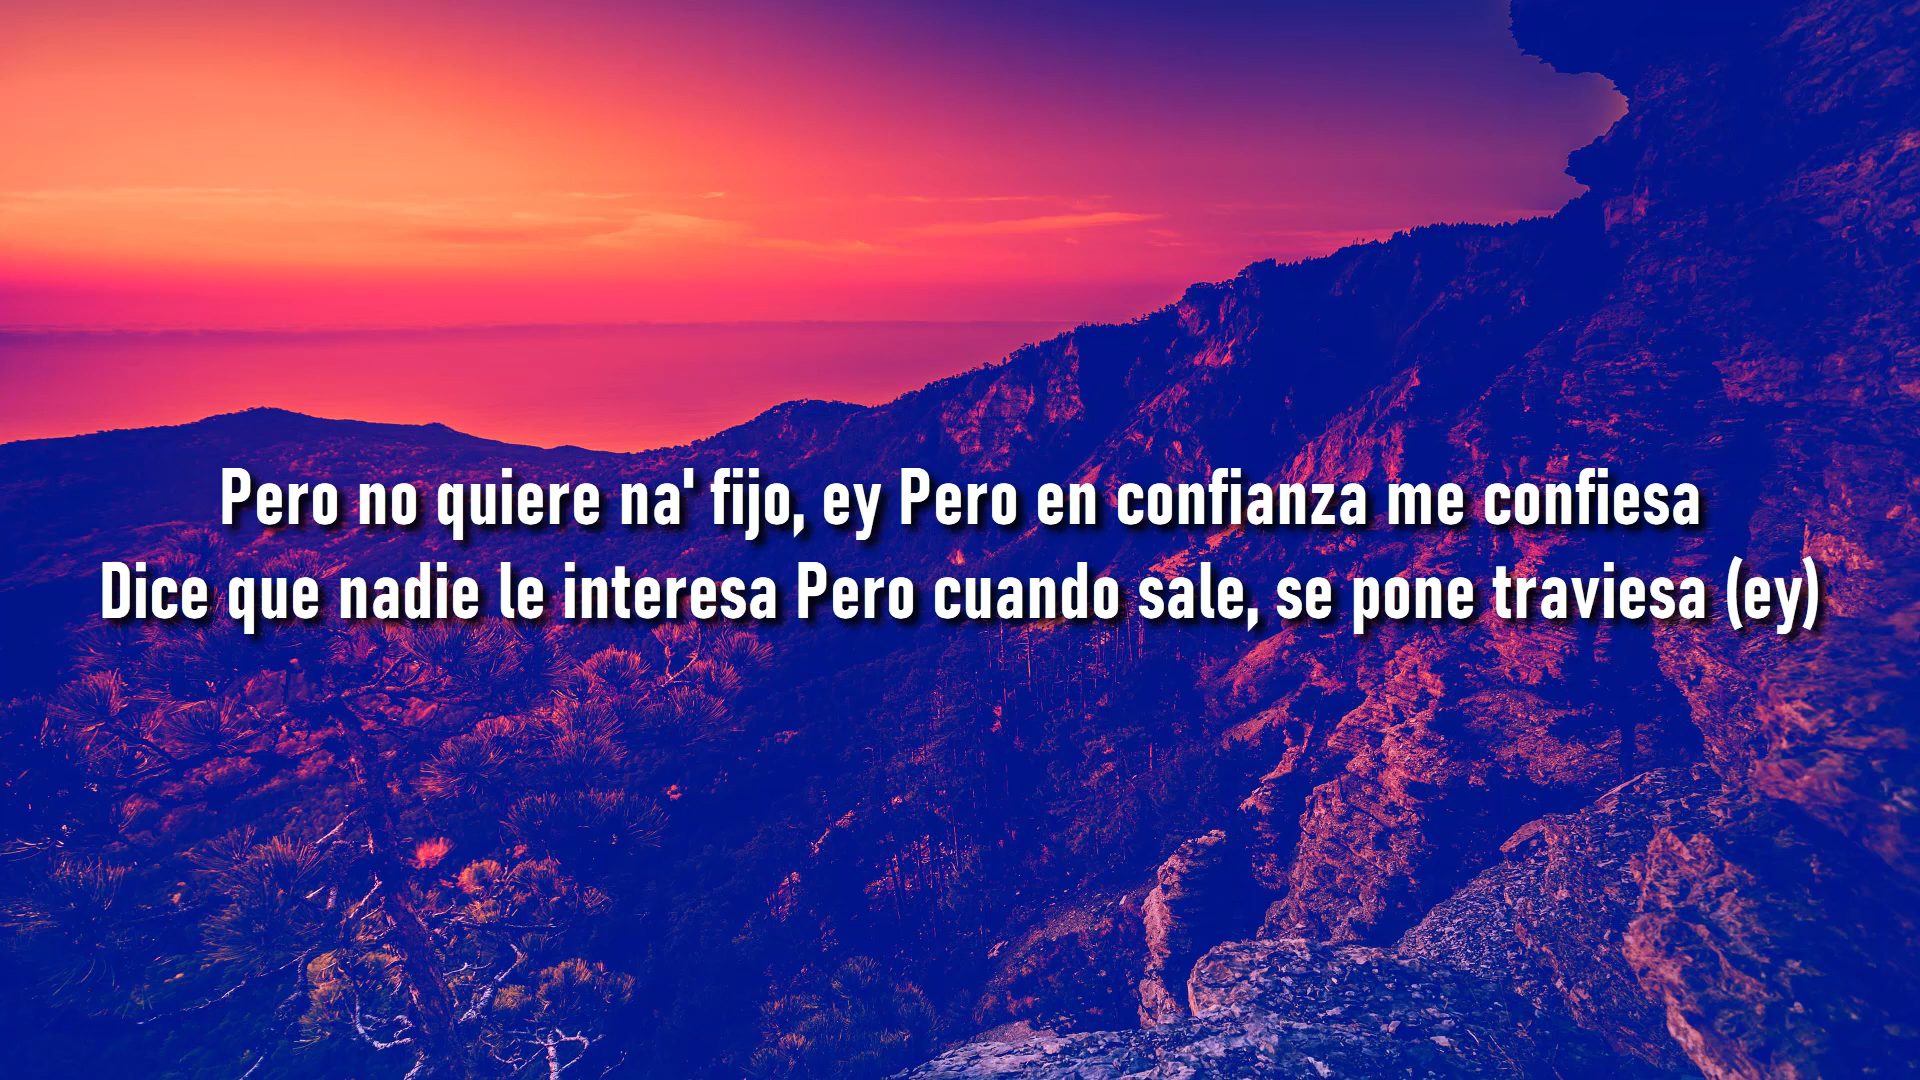 Pero no quiere na' fijo, ey Pero en confianza me confiesa
Dice que nadie le interesa Pero cuando sale, se pone traviesa (ey)